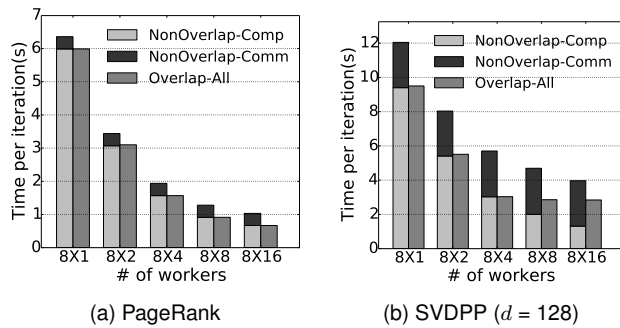 7
6
5
4
3
2
1
0
Time per iteration(s)
NonOverlap-Comp
NonOverlap-Comm
Overlap-All
8X1 8X2 8X4 8X8 8X16
# of workers
(a) PageRank
12
10
8
6
4
2
0
Time per iteration(s)
NonOverlap-Comp
NonOverlap-Comm
Overlap-All
8X1 8X2 8X4 8X8 8X16
# of workers
(b) SVDPP (d = 128)